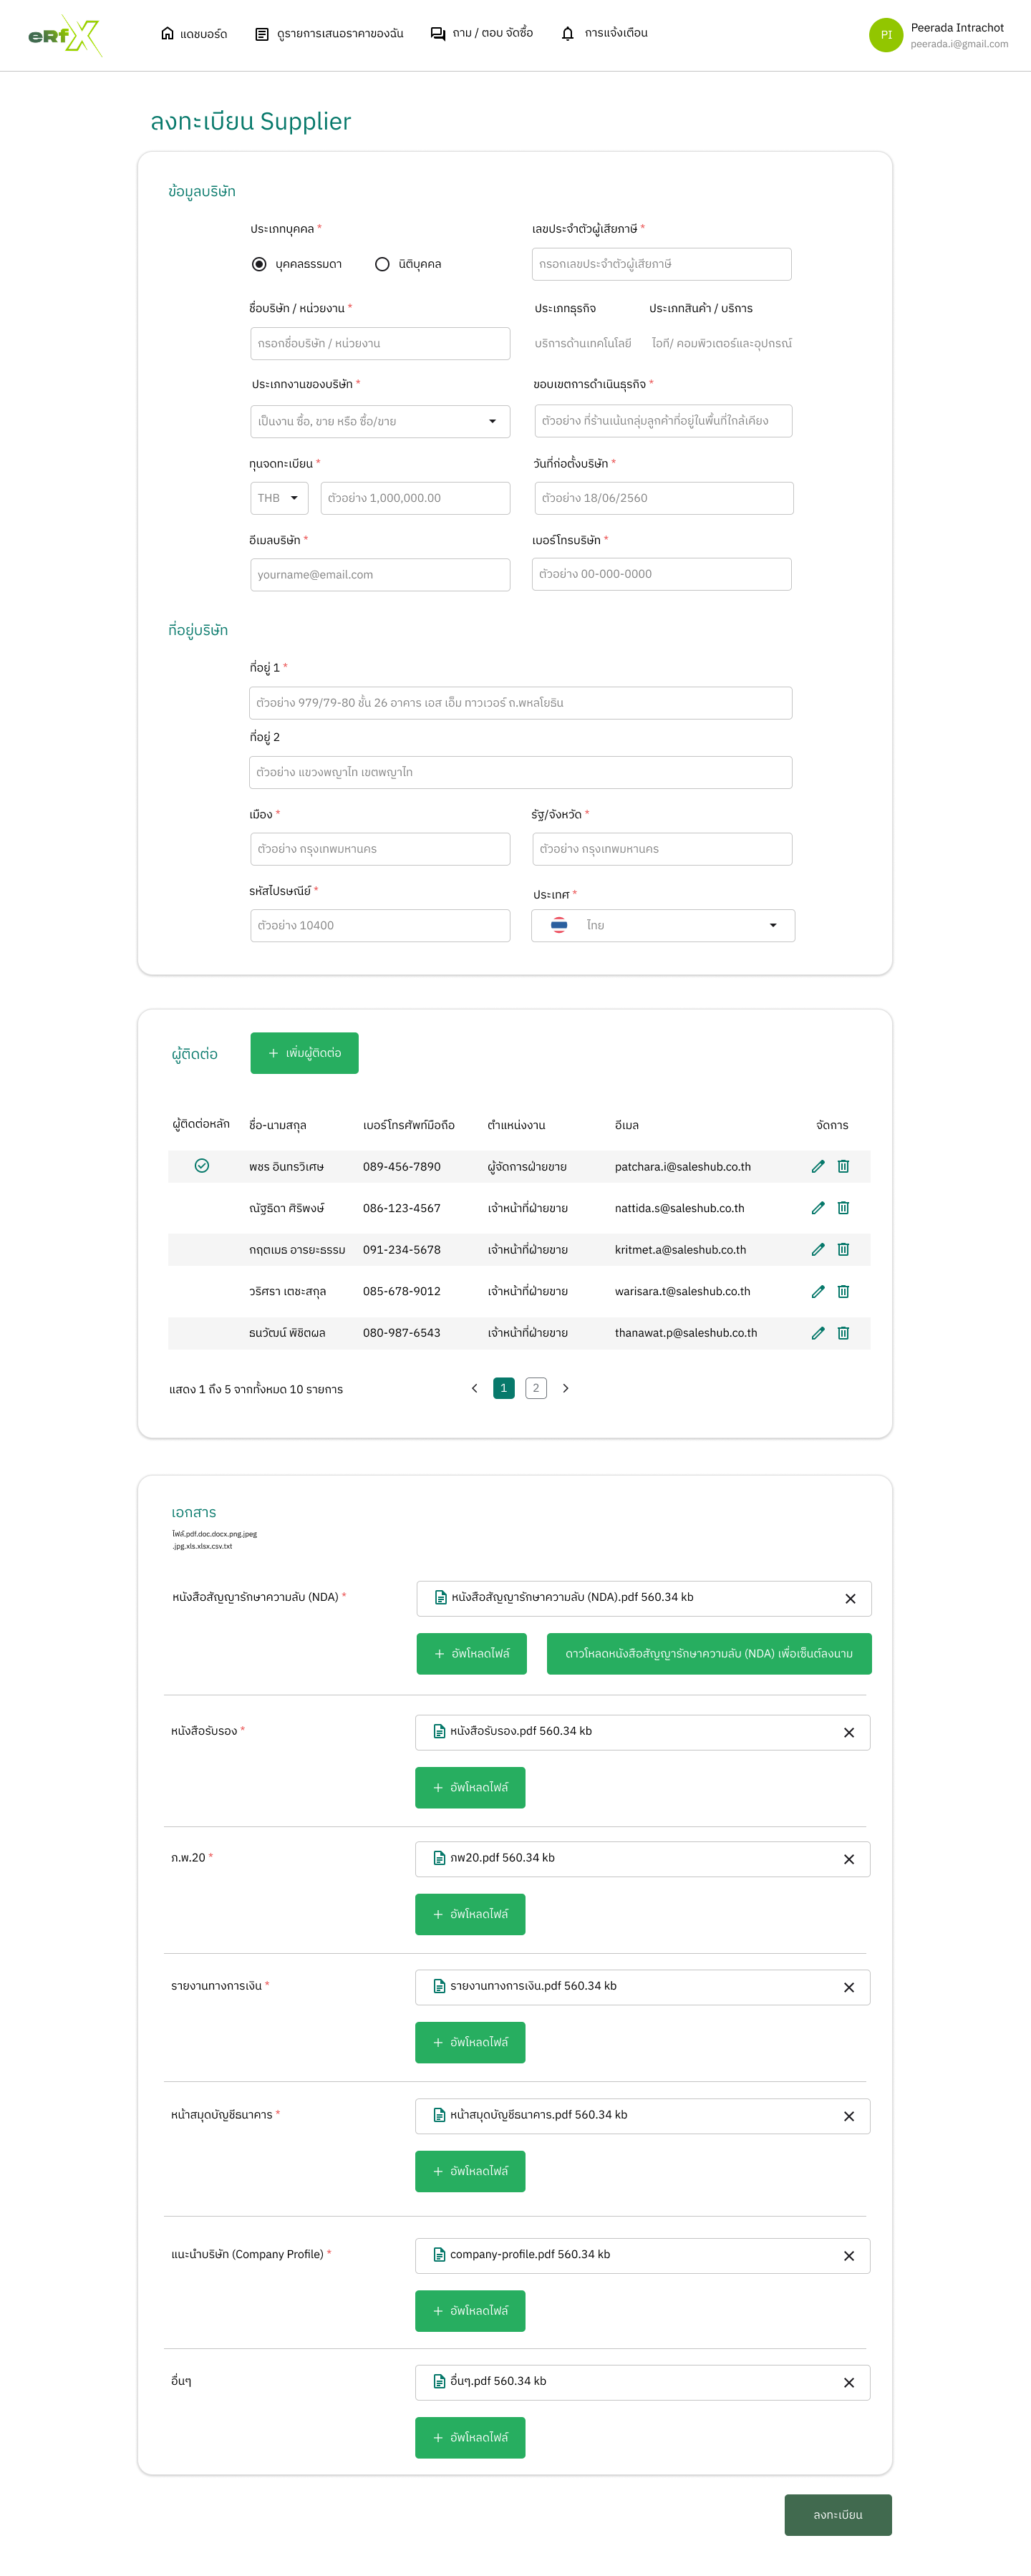 eRfX
แดชบอร์ด
ดูรายการเสนอราคาของฉัน
ถาม / ตอบ จัดซื้อ
การแจ้งเตือน
PI
Peerada Intrachot
peerada.i@gmail.com
ลงทะเบียน Supplier
ข้อมูลบริษัท
ประเภทบุคคล *
เลขประจำตัวผู้เสียภาษี *
บุคคลธรรมดา
นิติบุคคล
กรอกเลขประจำตัวผู้เสียภาษี
ชื่อบริษัท / หน่วยงาน *
ประเภทธุรกิจ
ประเภทสินค้า / บริการ
กรอกชื่อบริษัท / หน่วยงาน
บริการด้านเทคโนโลยี
ไอที/ คอมพิวเตอร์และอุปกรณ์
ประเภทงานของบริษัท *
ขอบเขตการดำเนินธุรกิจ *
เป็นงาน ซื้อ, ขาย หรือ ซื้อ/ขาย
ตัวอย่าง ที่ร้านเน้นกลุ่มลูกค้าที่อยู่ในพื้นที่ใกล้เคียง
ทุนจดทะเบียน *
วันที่ก่อตั้งบริษัท *
THB
ตัวอย่าง 1,000,000.00
ตัวอย่าง 18/06/2560
อีเมลบริษัท *
เบอร์โทรบริษัท *
yourname@email.com
ตัวอย่าง 00-000-0000
ที่อยู่บริษัท
ที่อยู่ 1 *
ตัวอย่าง 979/79-80 ชั้น 26 อาคาร เอส เอ็ม ทาวเวอร์ ถ.พหลโยธิน
ที่อยู่ 2
ตัวอย่าง แขวงพญาไท เขตพญาไท
เมือง *
รัฐ/จังหวัด *
ตัวอย่าง กรุงเทพมหานคร
ตัวอย่าง กรุงเทพมหานคร
รหัสไปรษณีย์ *
ประเทศ *
ตัวอย่าง 10400
ไทย
ผู้ติดต่อ
+ เพิ่มผู้ติดต่อ
ผู้ติดต่อหลัก ชื่อ-นามสกุล เบอร์โทรศัพท์มือถือ ตำแหน่งงาน อีเมล จัดการ
พชร อินทรวิเศษ 089-456-7890 ผู้จัดการฝ่ายขาย patchara.i@saleshub.co.th
ณัฐธิดา ศิริพงษ์ 086-123-4567 เจ้าหน้าที่ฝ่ายขาย nattida.s@saleshub.co.th
กฤตเมธ อารยะธรรม 091-234-5678 เจ้าหน้าที่ฝ่ายขาย kritmet.a@saleshub.co.th
วริศรา เตชะสกุล 085-678-9012 เจ้าหน้าที่ฝ่ายขาย warisara.t@saleshub.co.th
ธนวัฒน์ พิชิตผล 080-987-6543 เจ้าหน้าที่ฝ่ายขาย thanawat.p@saleshub.co.th
แสดง 1 ถึง 5 จากทั้งหมด 10 รายการ
1 2
เอกสาร
ไฟล์.pdf.doc.docx.png.jpeg
.jpg.xls.xlsx.csv.txt
หนังสือสัญญารักษาความลับ (NDA) *
หนังสือสัญญารักษาความลับ (NDA).pdf 560.34 kb
+ อัพโหลดไฟล์
ดาวโหลดหนังสือสัญญารักษาความลับ (NDA) เพื่อเซ็นต์ลงนาม
หนังสือรับรอง *
หนังสือรับรอง.pdf 560.34 kb
+ อัพโหลดไฟล์
ภ.พ.20 *
ภพ20.pdf 560.34 kb
+ อัพโหลดไฟล์
รายงานทางการเงิน *
รายงานทางการเงิน.pdf 560.34 kb
+ อัพโหลดไฟล์
หน้าสมุดบัญชีธนาคาร *
หน้าสมุดบัญชีธนาคาร.pdf 560.34 kb
+ อัพโหลดไฟล์
แนะนำบริษัท (Company Profile) *
company-profile.pdf 560.34 kb
+ อัพโหลดไฟล์
อื่นๆ
อื่นๆ.pdf 560.34 kb
+ อัพโหลดไฟล์
ลงทะเบียน